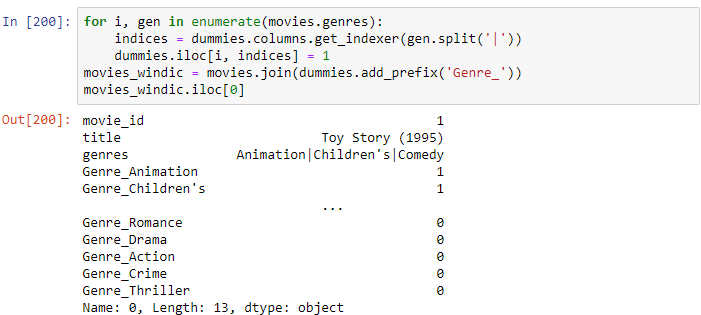 In [200]: for i, gen in enumerate(movies.genres):
indices = dummies.columns.get_indexer(gen.split('|'))
dummies.iloc[i, indices] = 1
movies_windic = movies.join(dummies.add_prefix('Genre_'))
movies_windic.iloc[0]
Out[200]: movie_id 1
title Toy Story (1995)
genres Animation|Children's|Comedy
Genre_Animation 1
Genre_Children's 1
...
Genre_Romance 0
Genre_Drama 0
Genre_Action 0
Genre_Crime 0
Genre_Thriller 0
Name: 0, Length: 13, dtype: object